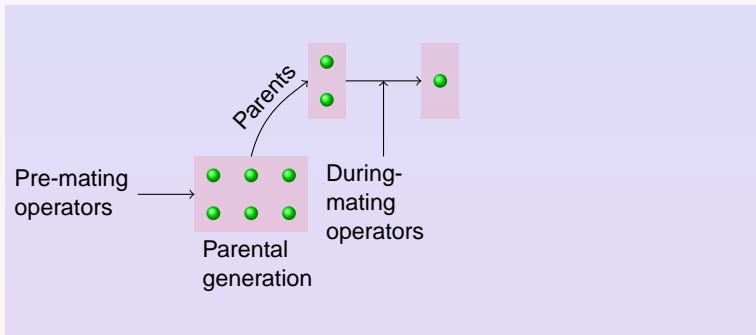 Parents
Pre-mating
operators
During-
mating
operators
Parental
generation